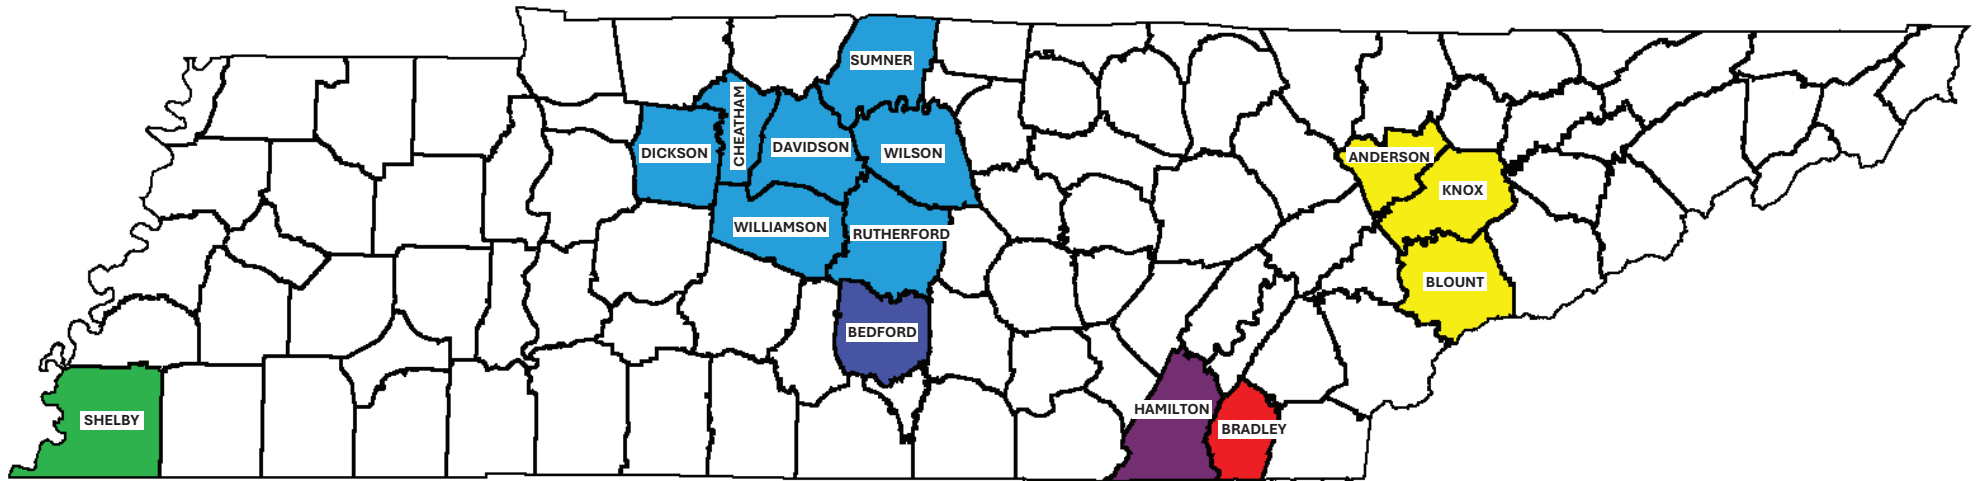 SUMNER
CHEATHAM
DICKSON
DAVIDSON
WILSON
ANDERSON
KNOX
WILLIAMSON
RUTHERFORD
BLOUNT
BEDFORD
HAMILTON
SHELBY
BRADLEY